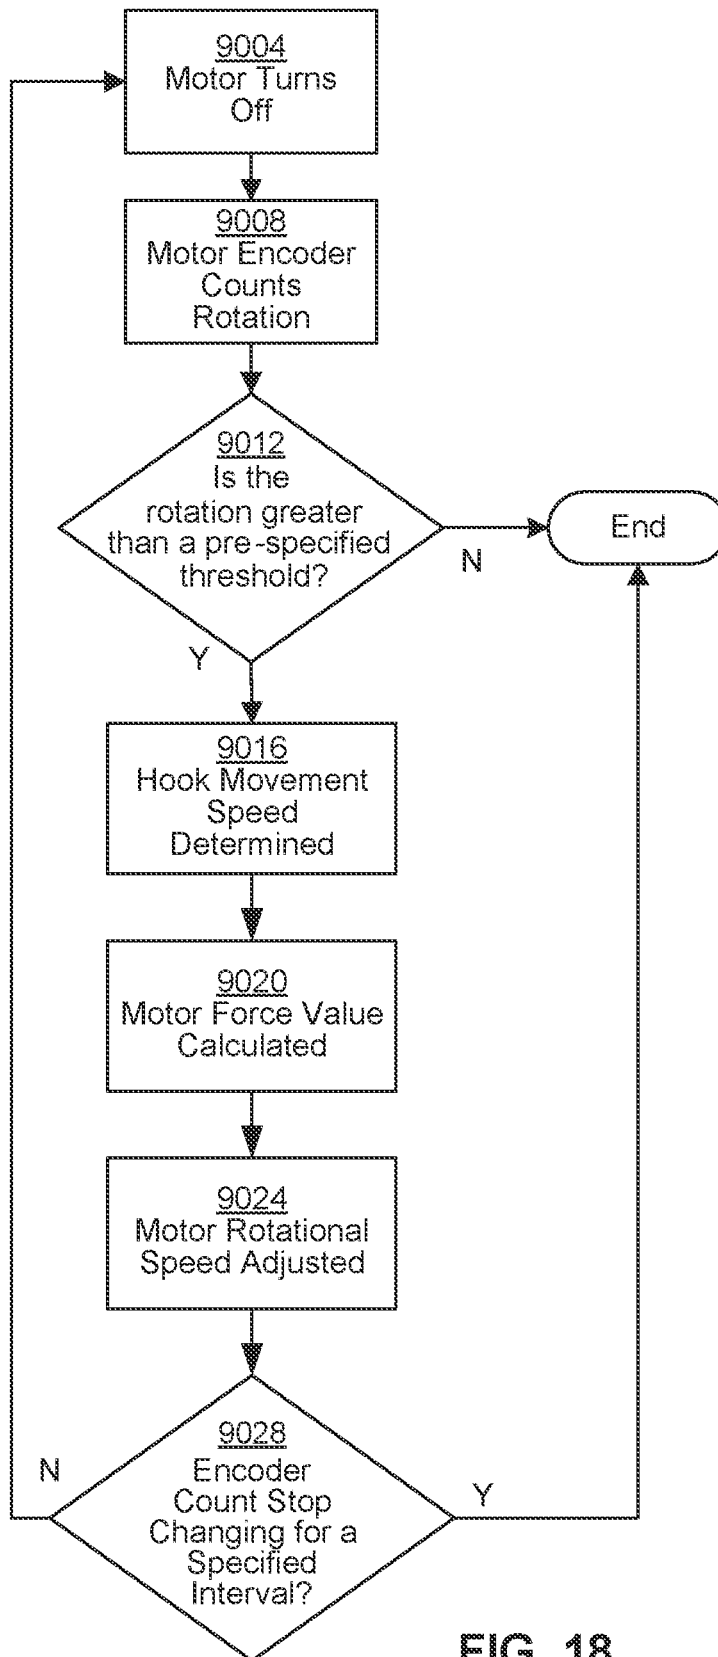 9004
Motor Turns
Off
9008
Motor Encoder
Counts
Rotation
9012
Is the
rotation greater
than a pre-specified
threshold?
N
End
Y
9016
Hook Movement
Speed
Determined
9020
Motor Force Value
Calculated
9024
Motor Rotational
Speed Adjusted
9028
Encoder
Count Stop
Changing for a
Specified
Interval?
N
Y
FIG. 18